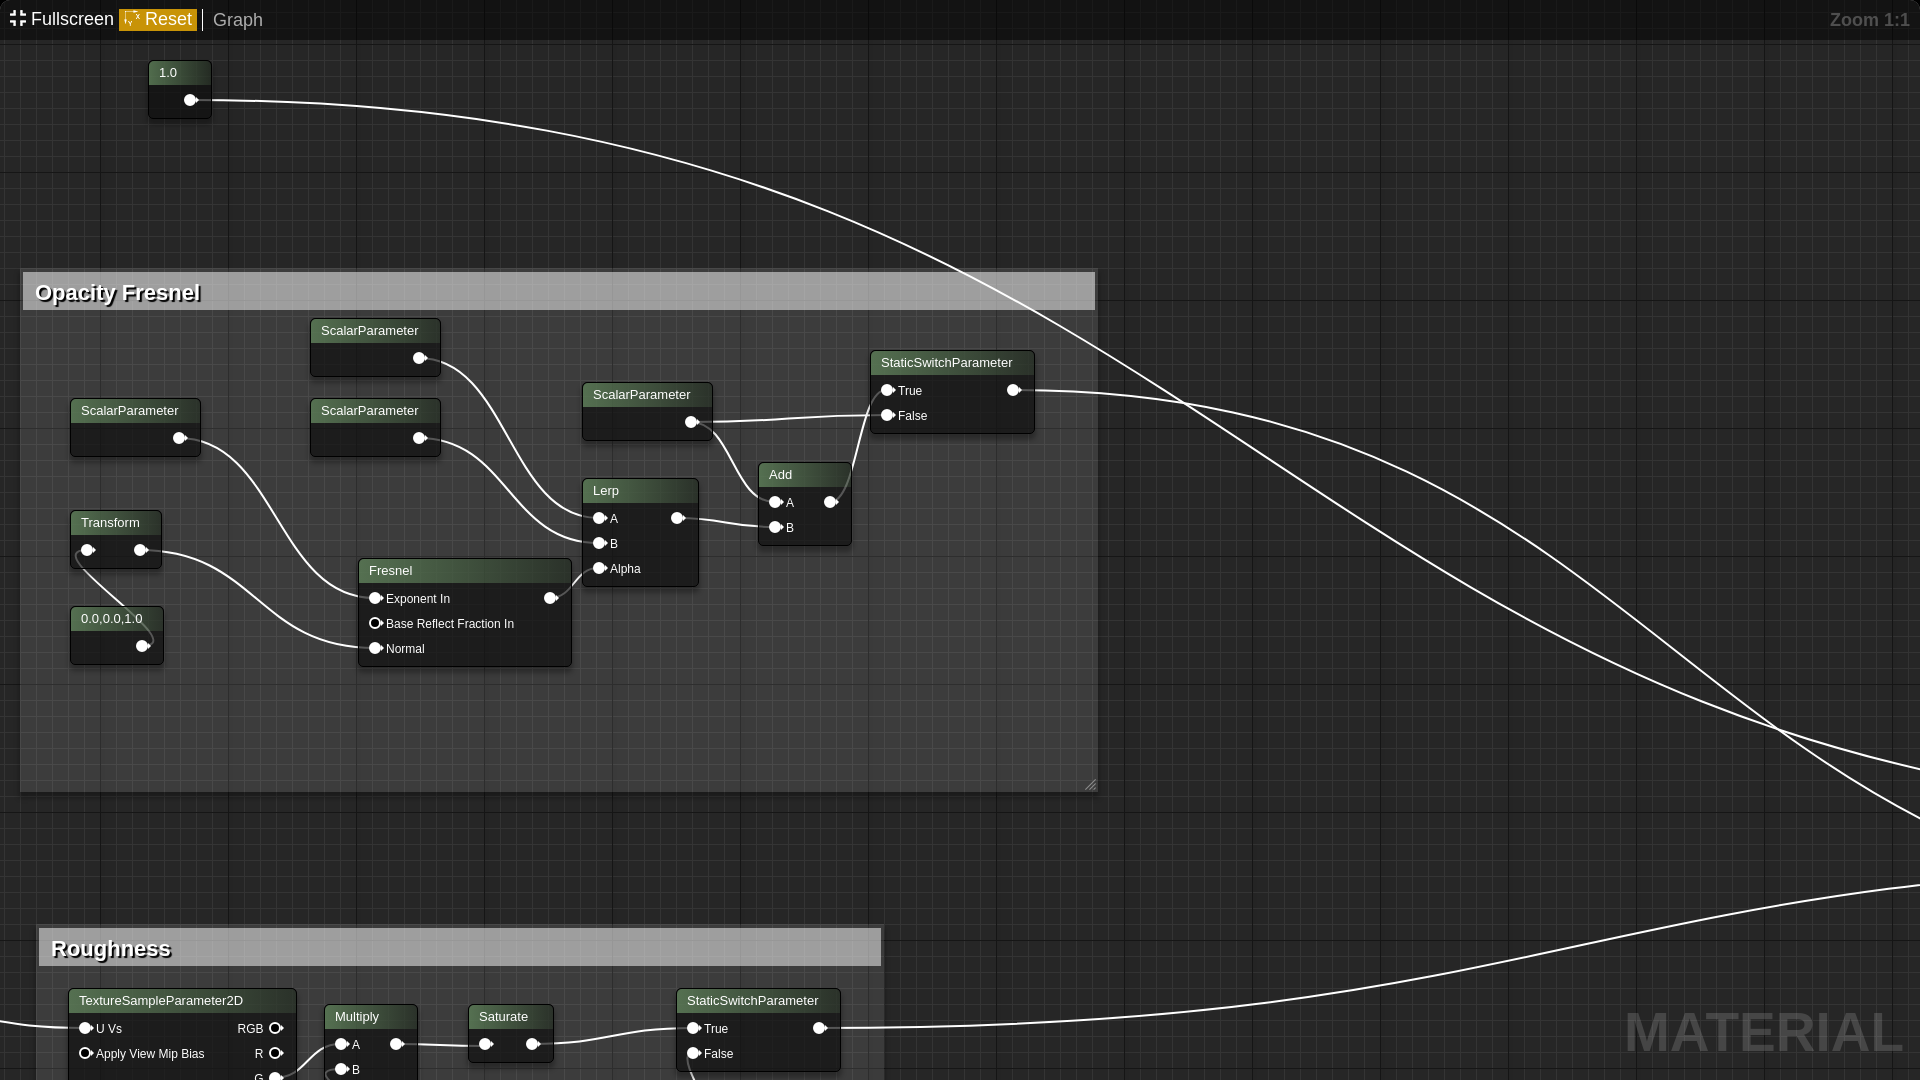 Fullscreen Reset Graph
Zoom 1:1
1.0
Opacity Fresnel
ScalarParameter
StaticSwitchParameter
True
False
ScalarParameter
ScalarParameter
ScalarParameter
Add
A
B
Lerp
A
B
Alpha
Transform
Fresnel
Exponent In
Base Reflect Fraction In
Normal
0.0,0.0,1.0
Roughness
TextureSampleParameter2D
U Vs
RGB
Apply View Mip Bias
R
G
Multiply
A
B
Saturate
StaticSwitchParameter
True
False
MATERIAL